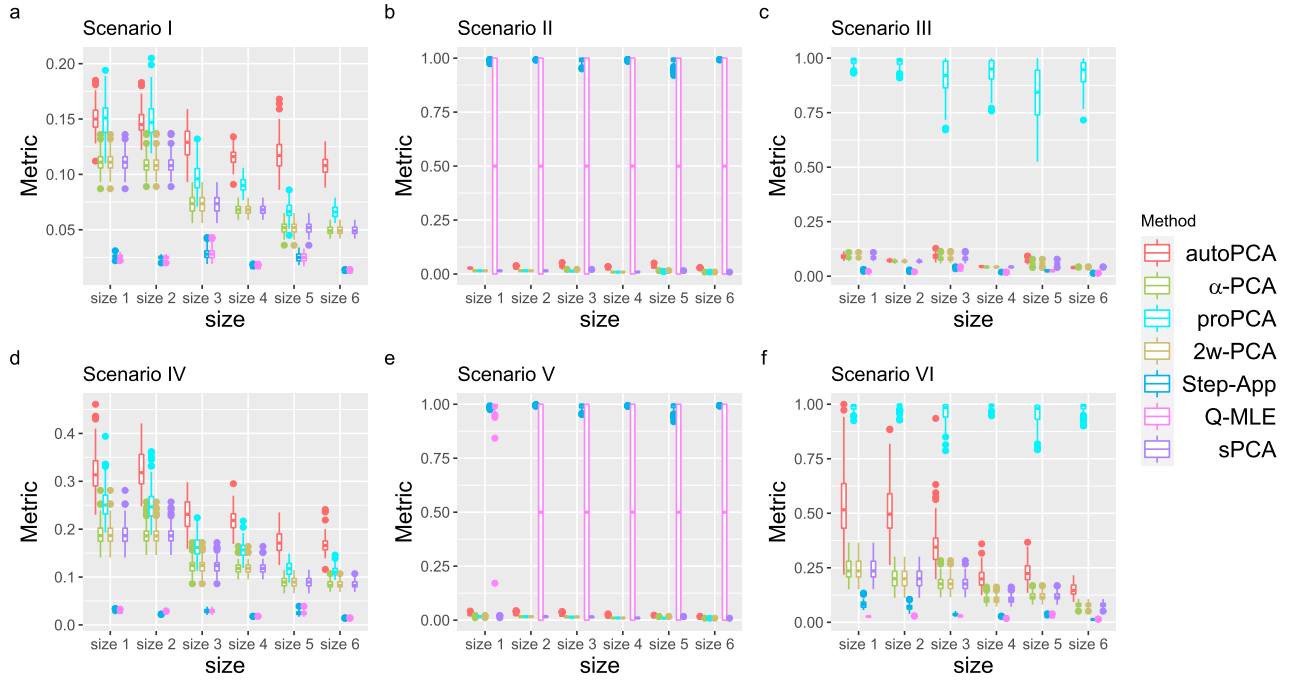 a
Scenario I
Metric
0.20
0.15
0.10
0.05
size 1 size 2 size 3 size 4 size 5 size 6
size
b
Scenario II
Metric
1.00
0.75
0.50
0.25
0.00
size 1 size 2 size 3 size 4 size 5 size 6
size
c
Scenario III
Metric
1.00
0.75
0.50
0.25
0.00
size 1 size 2 size 3 size 4 size 5 size 6
size
d
Scenario IV
Metric
0.4
0.3
0.2
0.1
0.0
size 1 size 2 size 3 size 4 size 5 size 6
size
e
Scenario V
Metric
1.00
0.75
0.50
0.25
0.00
size 1 size 2 size 3 size 4 size 5 size 6
size
f
Scenario VI
Metric
1.00
0.75
0.50
0.25
0.00
size 1 size 2 size 3 size 4 size 5 size 6
size
Method
autoPCA
α-PCA
proPCA
2w-PCA
Step-App
Q-MLE
sPCA